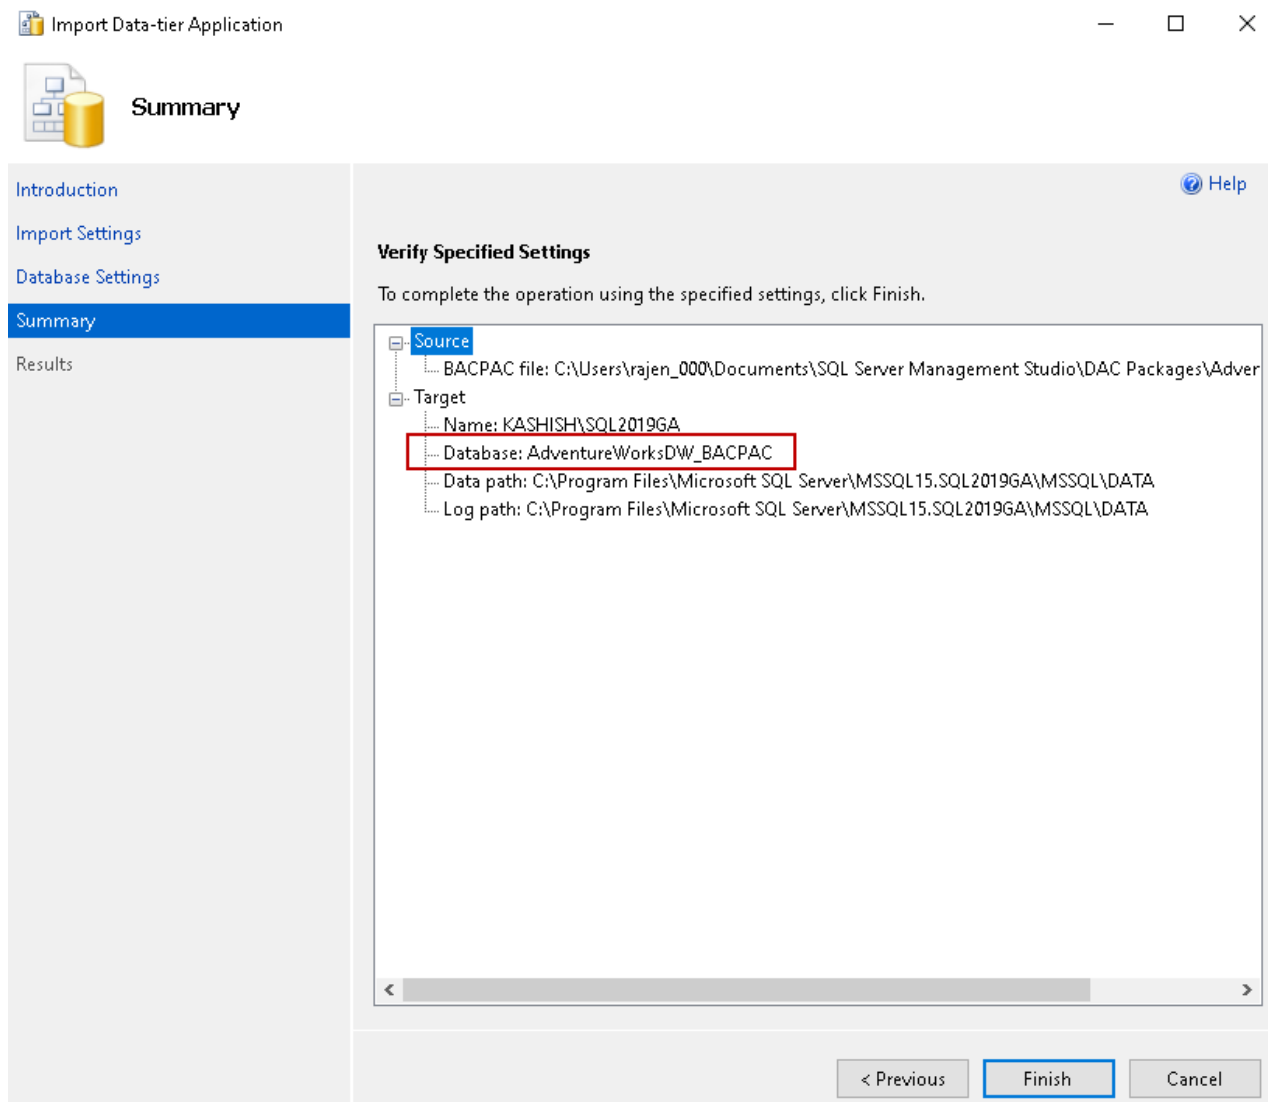 Import Data-tier Application
Summary
Introduction
Import Settings
Database Settings
Summary
Results
Help
Verify Specified Settings
To complete the operation using the specified settings, click Finish.
Source
BACPAC file: C:\Users\rajen_000\Documents\SQL Server Management Studio\DAC Packages\Adver
Target
Name: KASHISH\SQL2019GA
Database: AdventureWorksDW_BACPAC
Data path: C:\Program Files\Microsoft SQL Server\MSSQL15.SQL2019GA\MSSQL\DATA
Log path: C:\Program Files\Microsoft SQL Server\MSSQL15.SQL2019GA\MSSQL\DATA
< Previous
Finish
Cancel